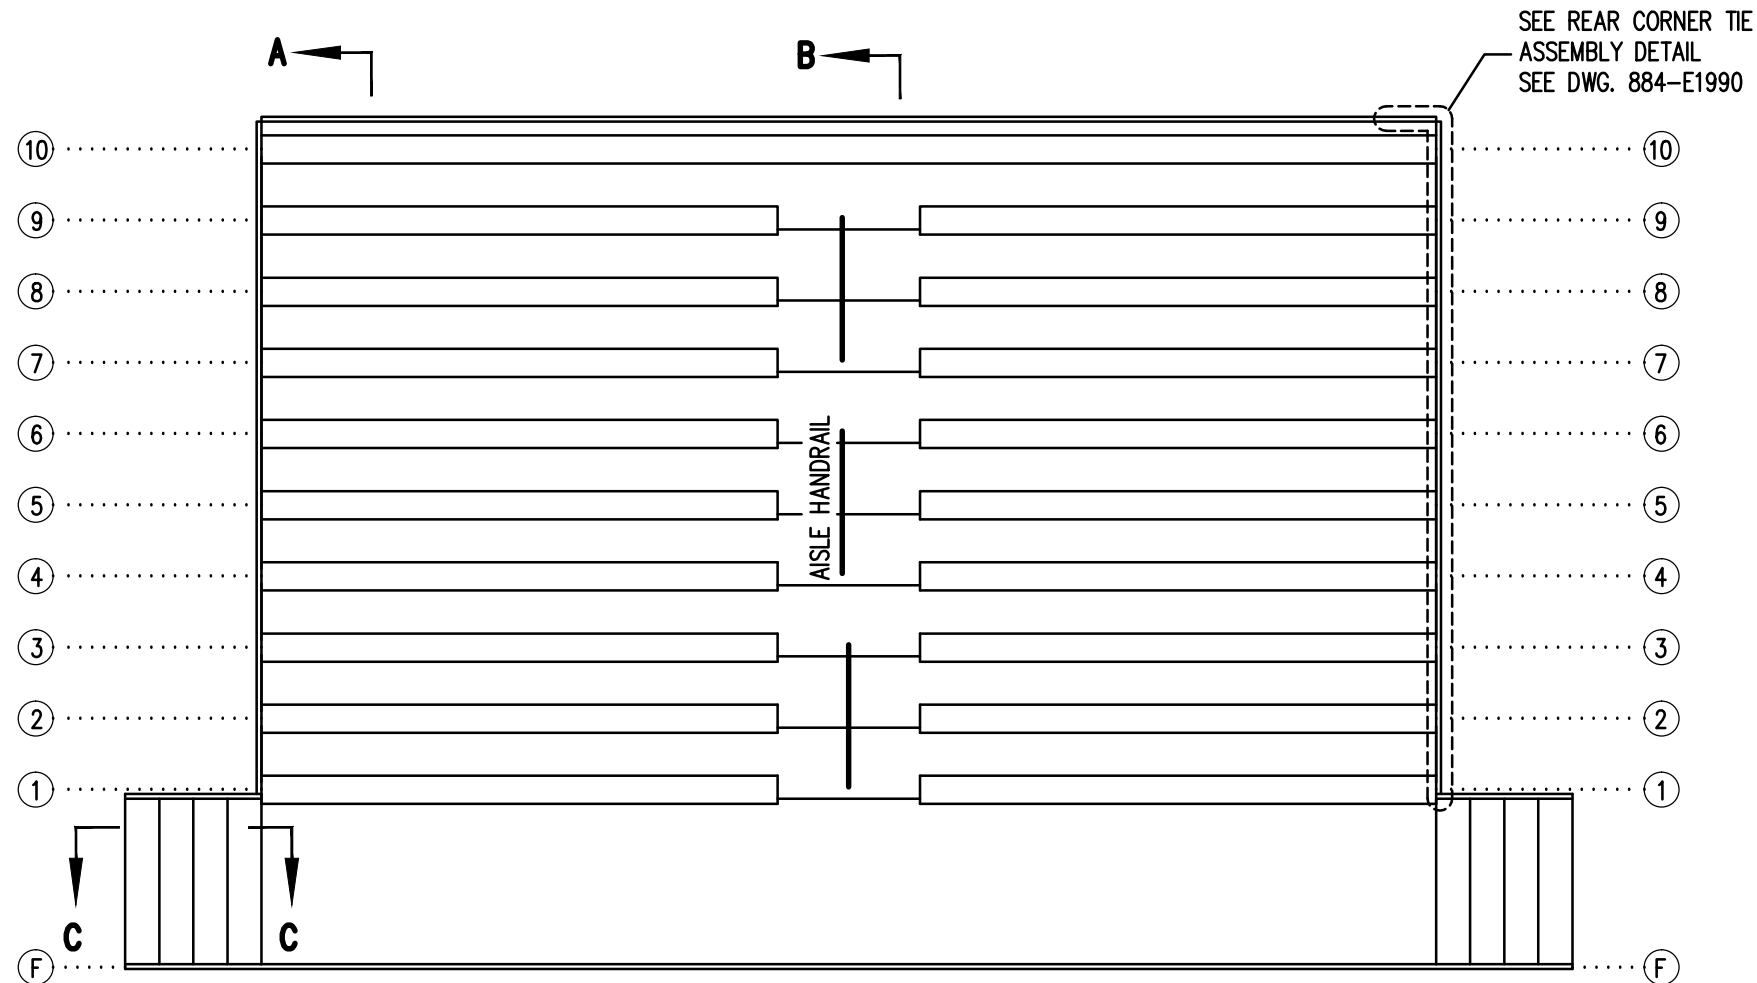 SEE REAR CORNER TIE
ASSEMBLY DETAIL
SEE DWG. 884-E1990
A
B
10
10
9
9
8
8
7
7
6
6
AISLE HANDRAIL
5
5
4
4
3
3
2
2
1
1
C
C
F
F